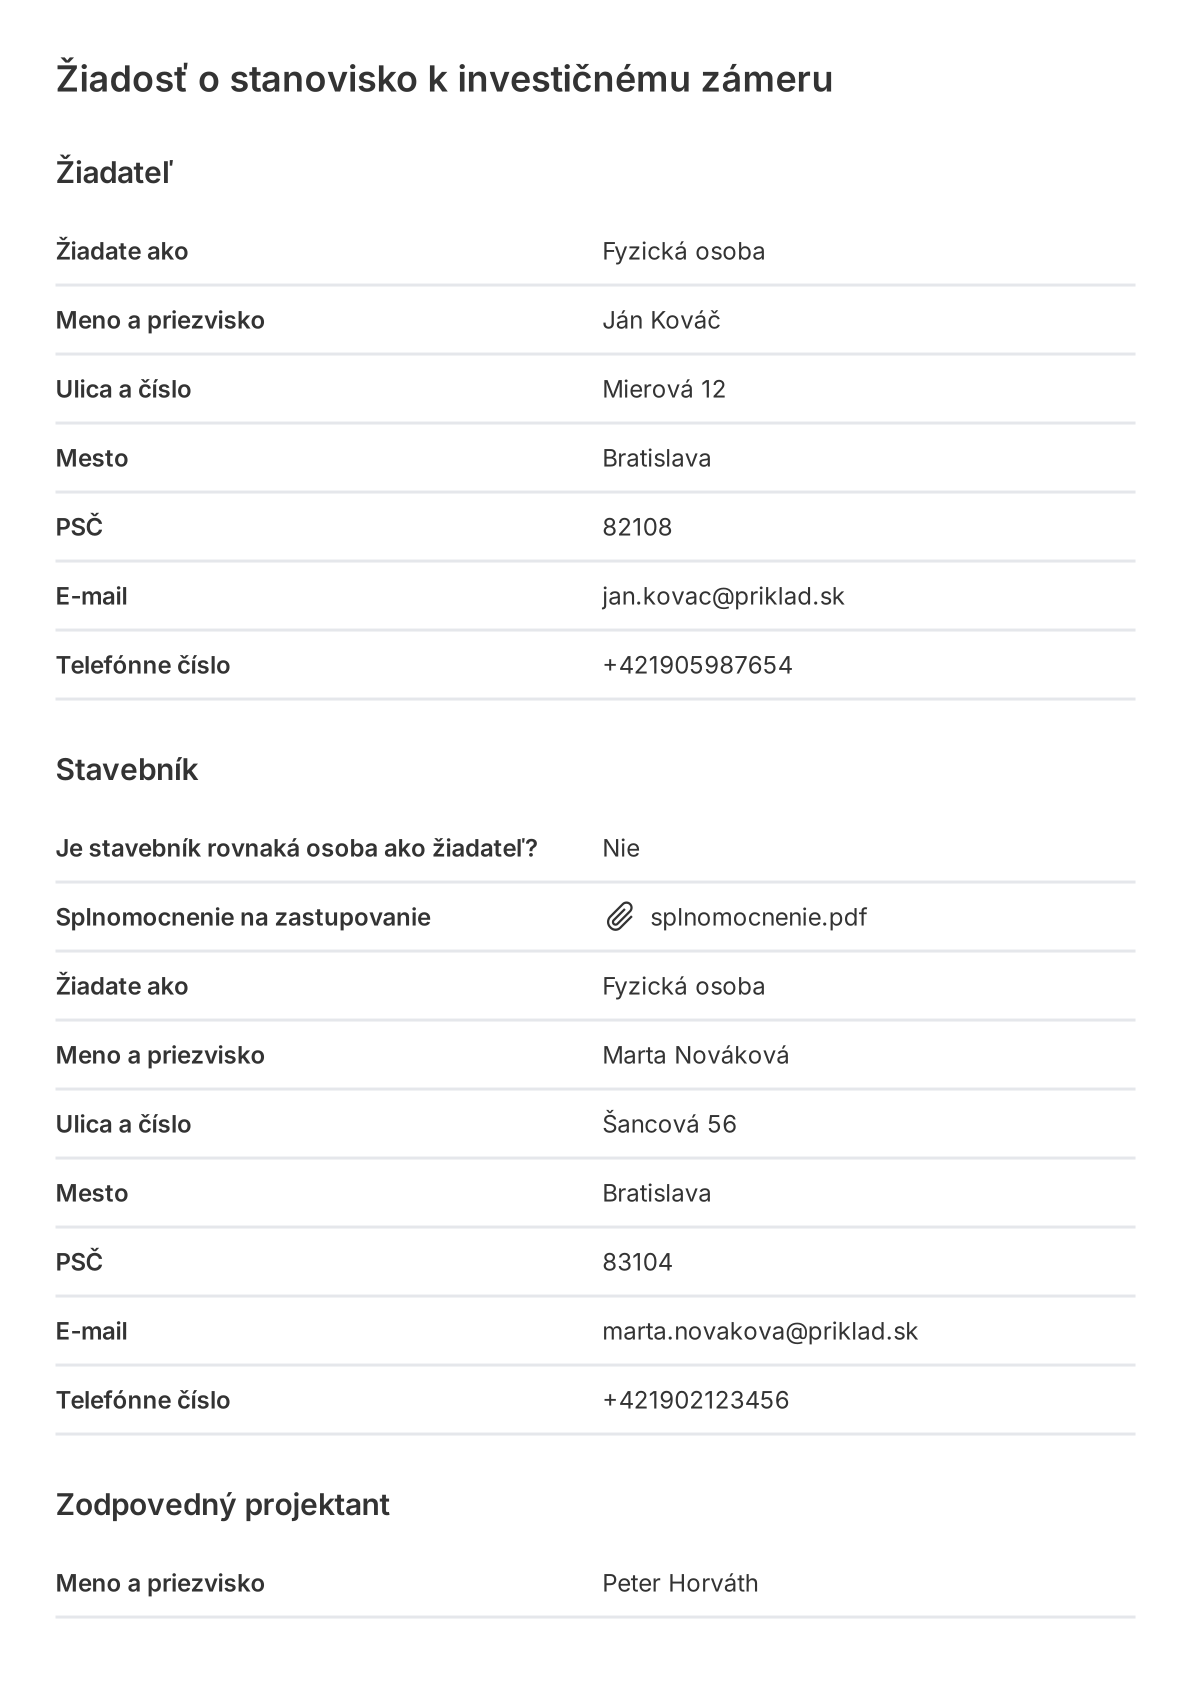 Žiadosť o stanovisko k investičnému zámeru
Žiadateľ
Žiadate ako Fyzická osoba
Meno a priezvisko Ján Kováč
Ulica a číslo Mierová 12
Mesto Bratislava
PSČ 82108
E-mail jan.kovac@priklad.sk
Telefónne číslo +421905987654
Stavebník
Je stavebník rovnaká osoba ako žiadateľ? Nie
Splnomocnenie na zastupovanie splnomocnenie.pdf
Žiadate ako Fyzická osoba
Meno a priezvisko Marta Nováková
Ulica a číslo Šancová 56
Mesto Bratislava
PSČ 83104
E-mail marta.novakova@priklad.sk
Telefónne číslo +421902123456
Zodpovedný projektant
Meno a priezvisko Peter Horváth